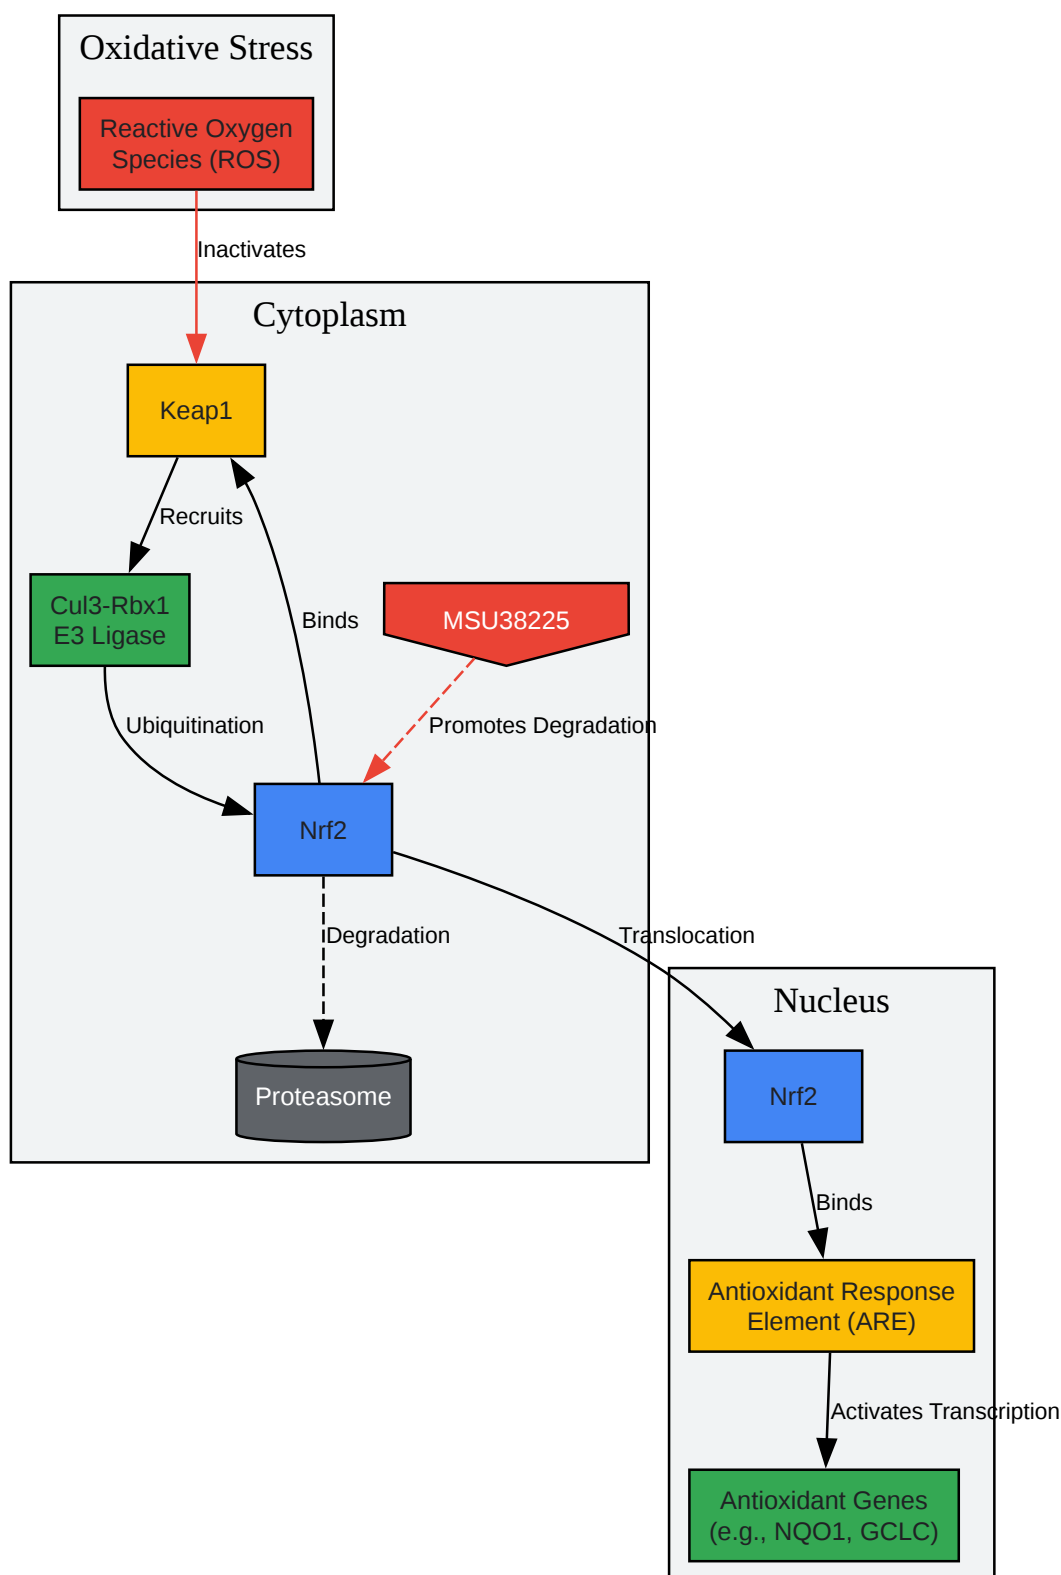 Oxidative Stress
Reactive Oxygen
Species (ROS)
Inactivates
Cytoplasm
Keap1
Recruits
Cul3-Rbx1
E3 Ligase
Binds
MSU38225
Ubiquitination
Promotes Degradation
Nrf2
Degradation
Translocation
Proteasome
Nucleus
Nrf2
Binds
Antioxidant Response
Element (ARE)
Activates Transcription
Antioxidant Genes
(e.g., NQO1, GCLC)